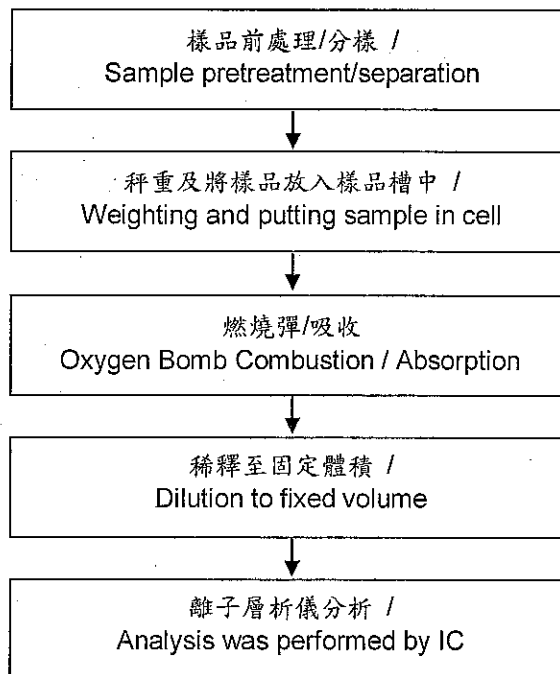 樣品前處理/分樣 /
Sample pretreatment/separation
秤重及將樣品放入樣品槽中 /
Weighting and putting sample in cell
燃燒彈/吸收
Oxygen Bomb Combustion / Absorption
稀釋至固定體積 /
Dilution to fixed volume
離子層析儀分析 /
Analysis was performed by IC